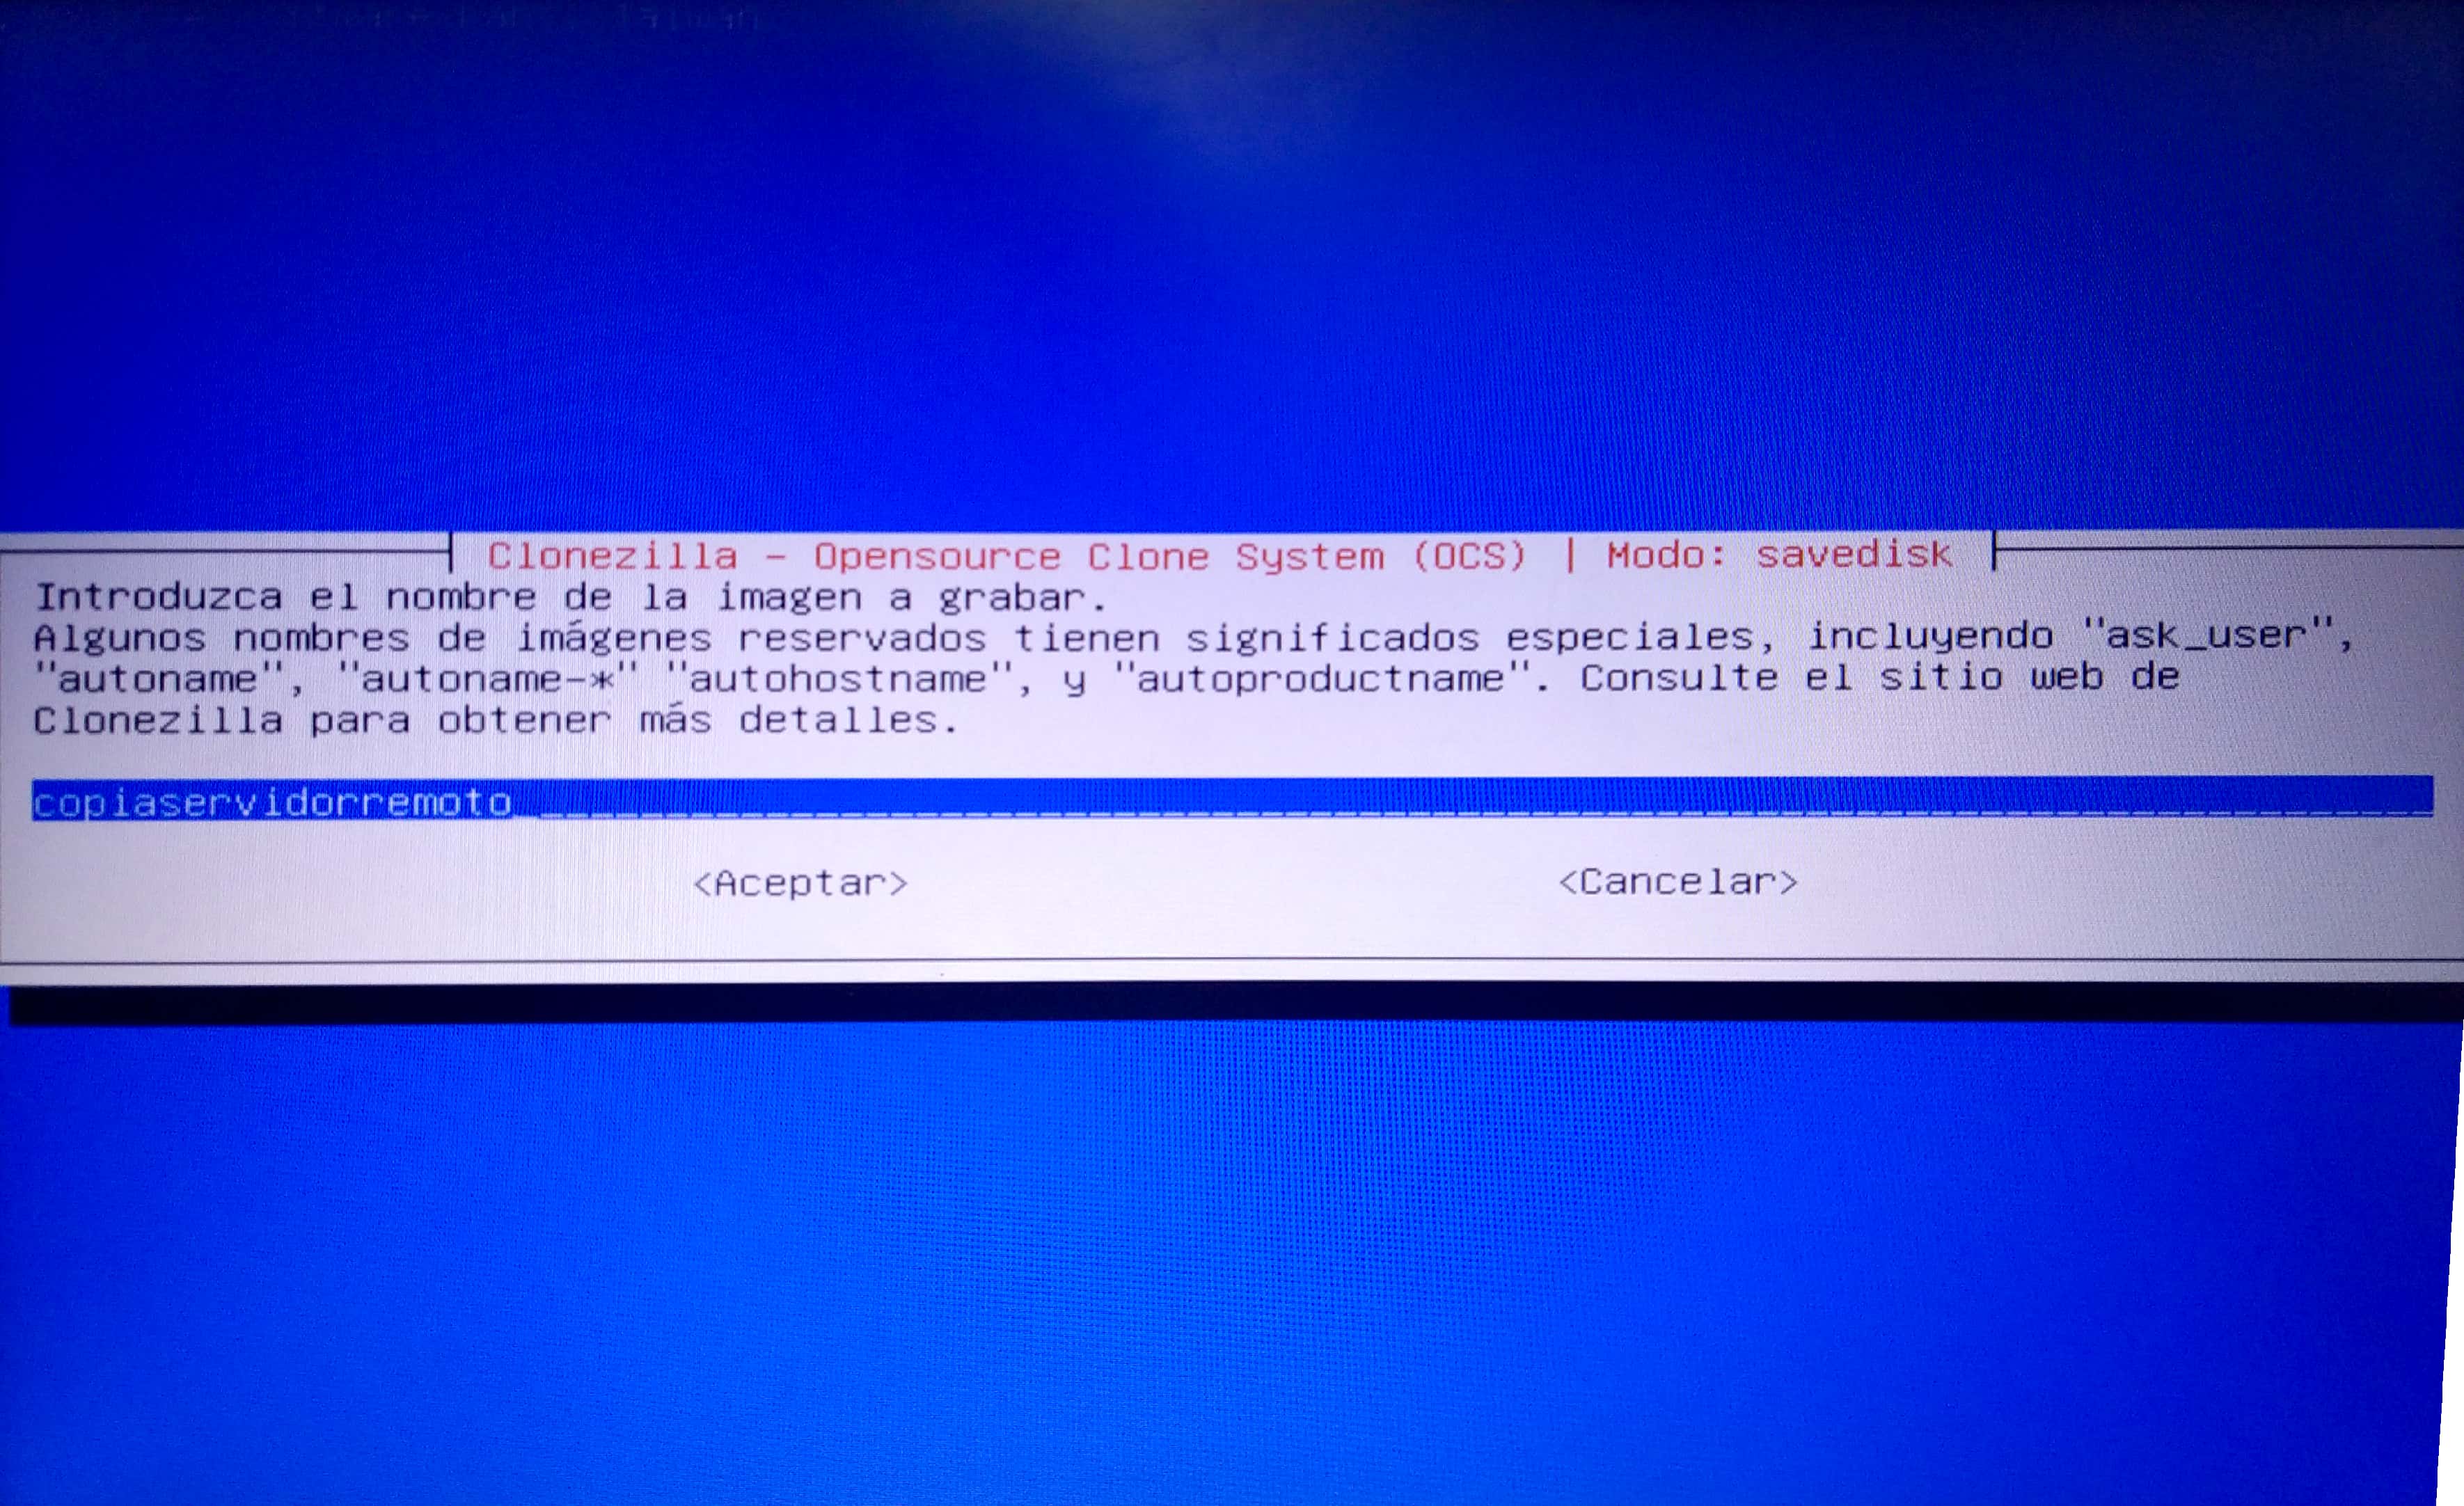 Clonezilla - Opensource Clone System (OCS) | Modo: savedisk
Introduzca el nombre de la imagen a grabar.
Algunos nombres de imágenes reservados tienen significados especiales, incluyendo "ask_user",
"autoname", "autoname-*" "autohostname", y "autoproductname". Consulte el sitio web de
Clonezilla para obtener más detalles.
copiaservidorremoto
<Aceptar> <Cancelar>